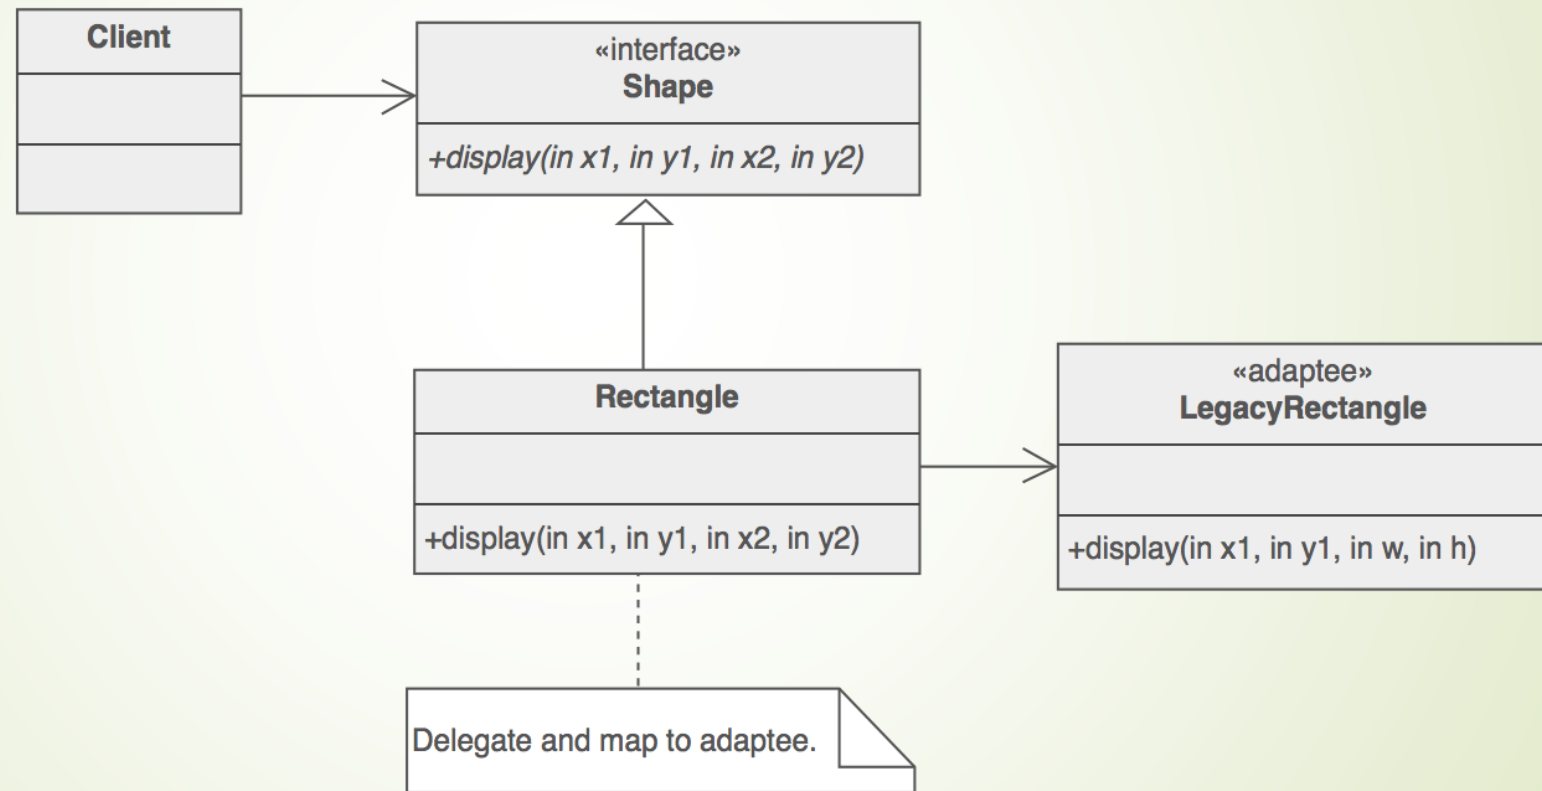 Client
«interface»
Shape
+display(in x1, in y1, in x2, in y2)
Rectangle
+display(in x1, in y1, in x2, in y2)
«adaptee»
LegacyRectangle
+display(in x1, in y1, in w, in h)
Delegate and map to adaptee.